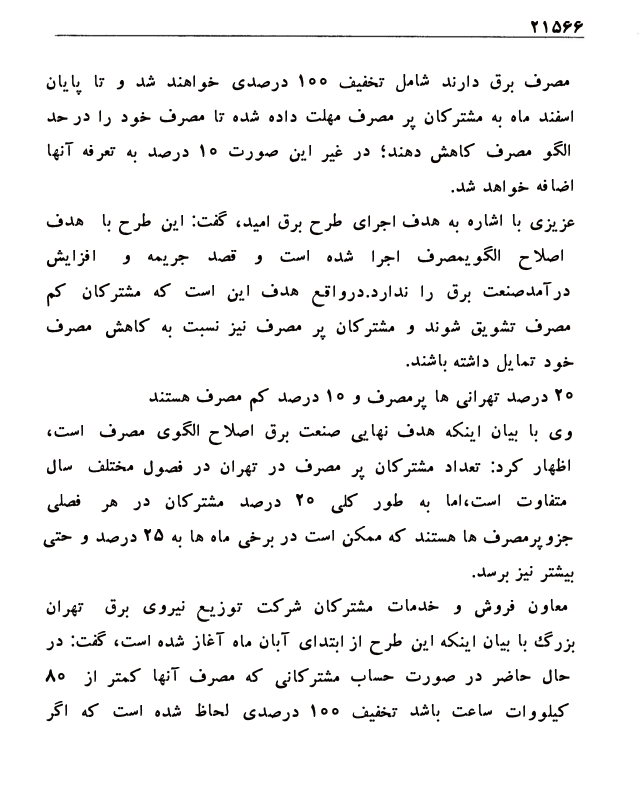 ۲۱۵۶۶
مصرف برق دارند شامل تخفیف ۱۰۰ درصدی خواهند شد و تا پایان
اسفند ماه به مشترکان پر مصرف مهلت داده شده تا مصرف خود را در حد
الگو مصرف کاهش دهند؛ در غیر این صورت ۱۰ درصد به تعرفه آنها
اضافه خواهد شد.
عزیزی با اشاره به هدف اجرای طرح برق امید، گفت: این طرح با هدف
اصلاح الگویمصرف اجرا شده است و قصد جریمه و افزایش
درآمدصنعت برق را ندارد.درواقع هدف این است که مشترکان کم
مصرف تشویق شوند و مشترکان پر مصرف نیز نسبت به کاهش مصرف
خود تمایل داشته باشند.
۲۰ درصد تهرانی ها پرمصرف و ۱۰ درصد کم مصرف هستند
وی با بیان اینکه هدف نهایی صنعت برق اصلاح الگوی مصرف است،
اظهار کرد: تعداد مشترکان پر مصرف در تهران در فصول مختلف سال
متفاوت است،اما به طور کلی ۲۰ درصد مشترکان در هر فصلی
جزوپرمصرف ها هستند که ممکن است در برخی ماه ها به ۲۵ درصد و حتی
بیشتر نیز برسد.
معاون فروش و خدمات مشترکان شرکت توزیع نیروی برق تهران
بزرگ با بیان اینکه این طرح از ابتدای آبان ماه آغاز شده است، گفت: در
حال حاضر در صورت حساب مشترکانی که مصرف آنها کمتر از ۸۰
کیلووات ساعت باشد تخفیف ۱۰۰ درصدی لحاظ شده است که اگر